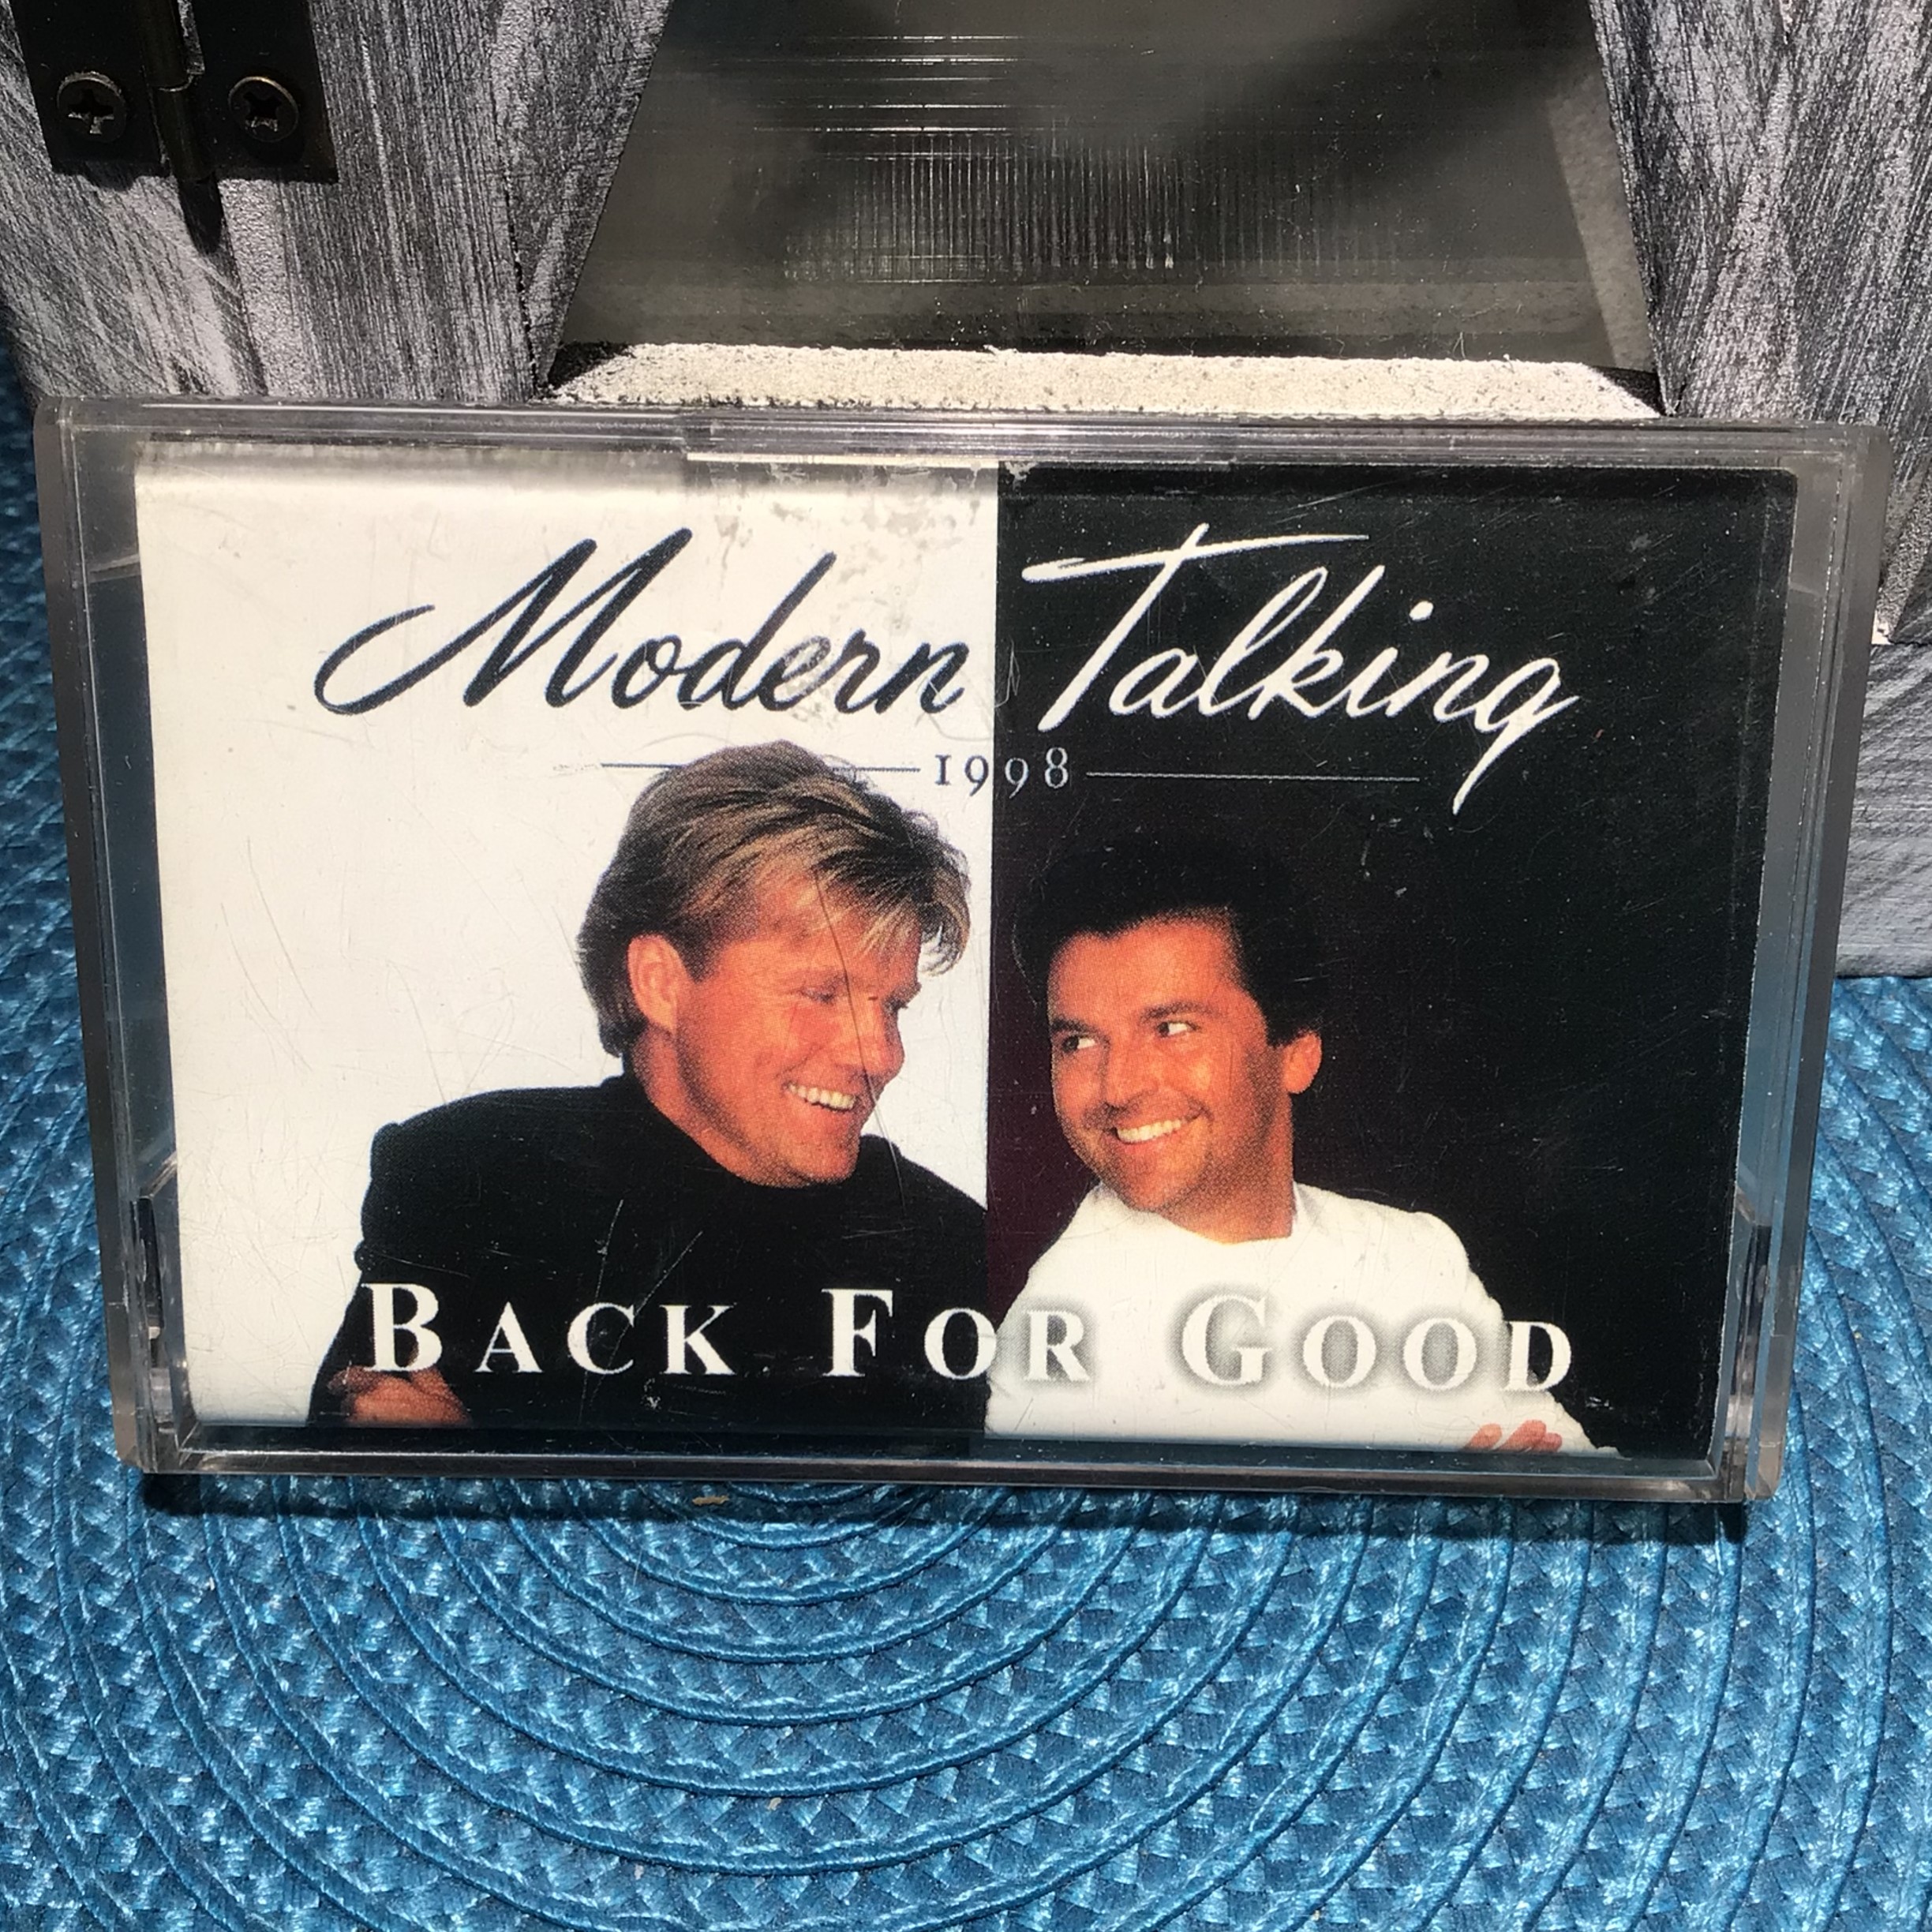 Modern Talking
1998
BACK FOR GOOD